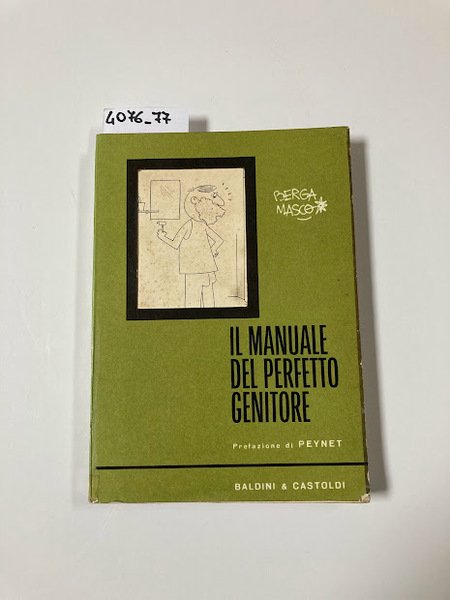 4076_77
BERGA
MASCO
IL MANUALE
DEL PERFETTO
GENITORE
Prefazione di PEYNET
BALDINI & CASTOLDI